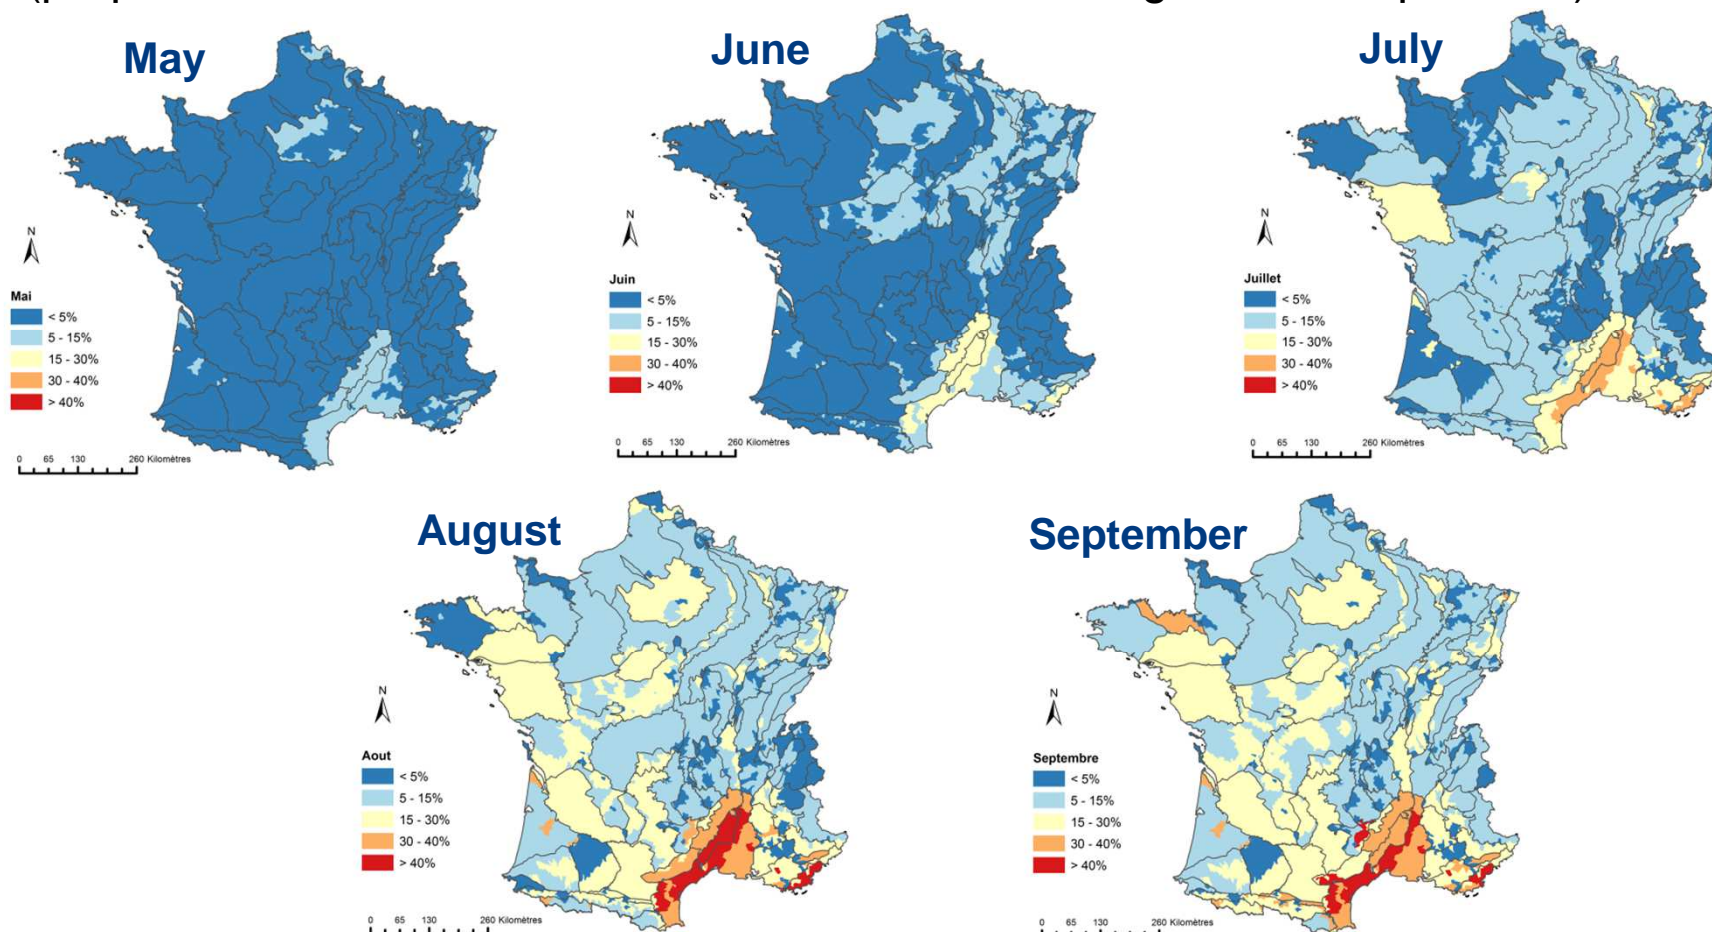 May
N
Mai
< 5%
5 - 15%
15 - 30%
30 - 40%
> 40%
0 65 130 260 Kilomètres
June
N
Juin
< 5%
5 - 15%
15 - 30%
30 - 40%
> 40%
0 65 130 260 Kilomètres
July
N
Juillet
< 5%
5 - 15%
15 - 30%
30 - 40%
> 40%
0 65 130 260 Kilomètres
August
N
Aout
< 5%
5 - 15%
15 - 30%
30 - 40%
> 40%
0 65 130 260 Kilomètres
September
N
Septembre
< 5%
5 - 15%
15 - 30%
30 - 40%
> 40%
0 65 130 260 Kilomètres